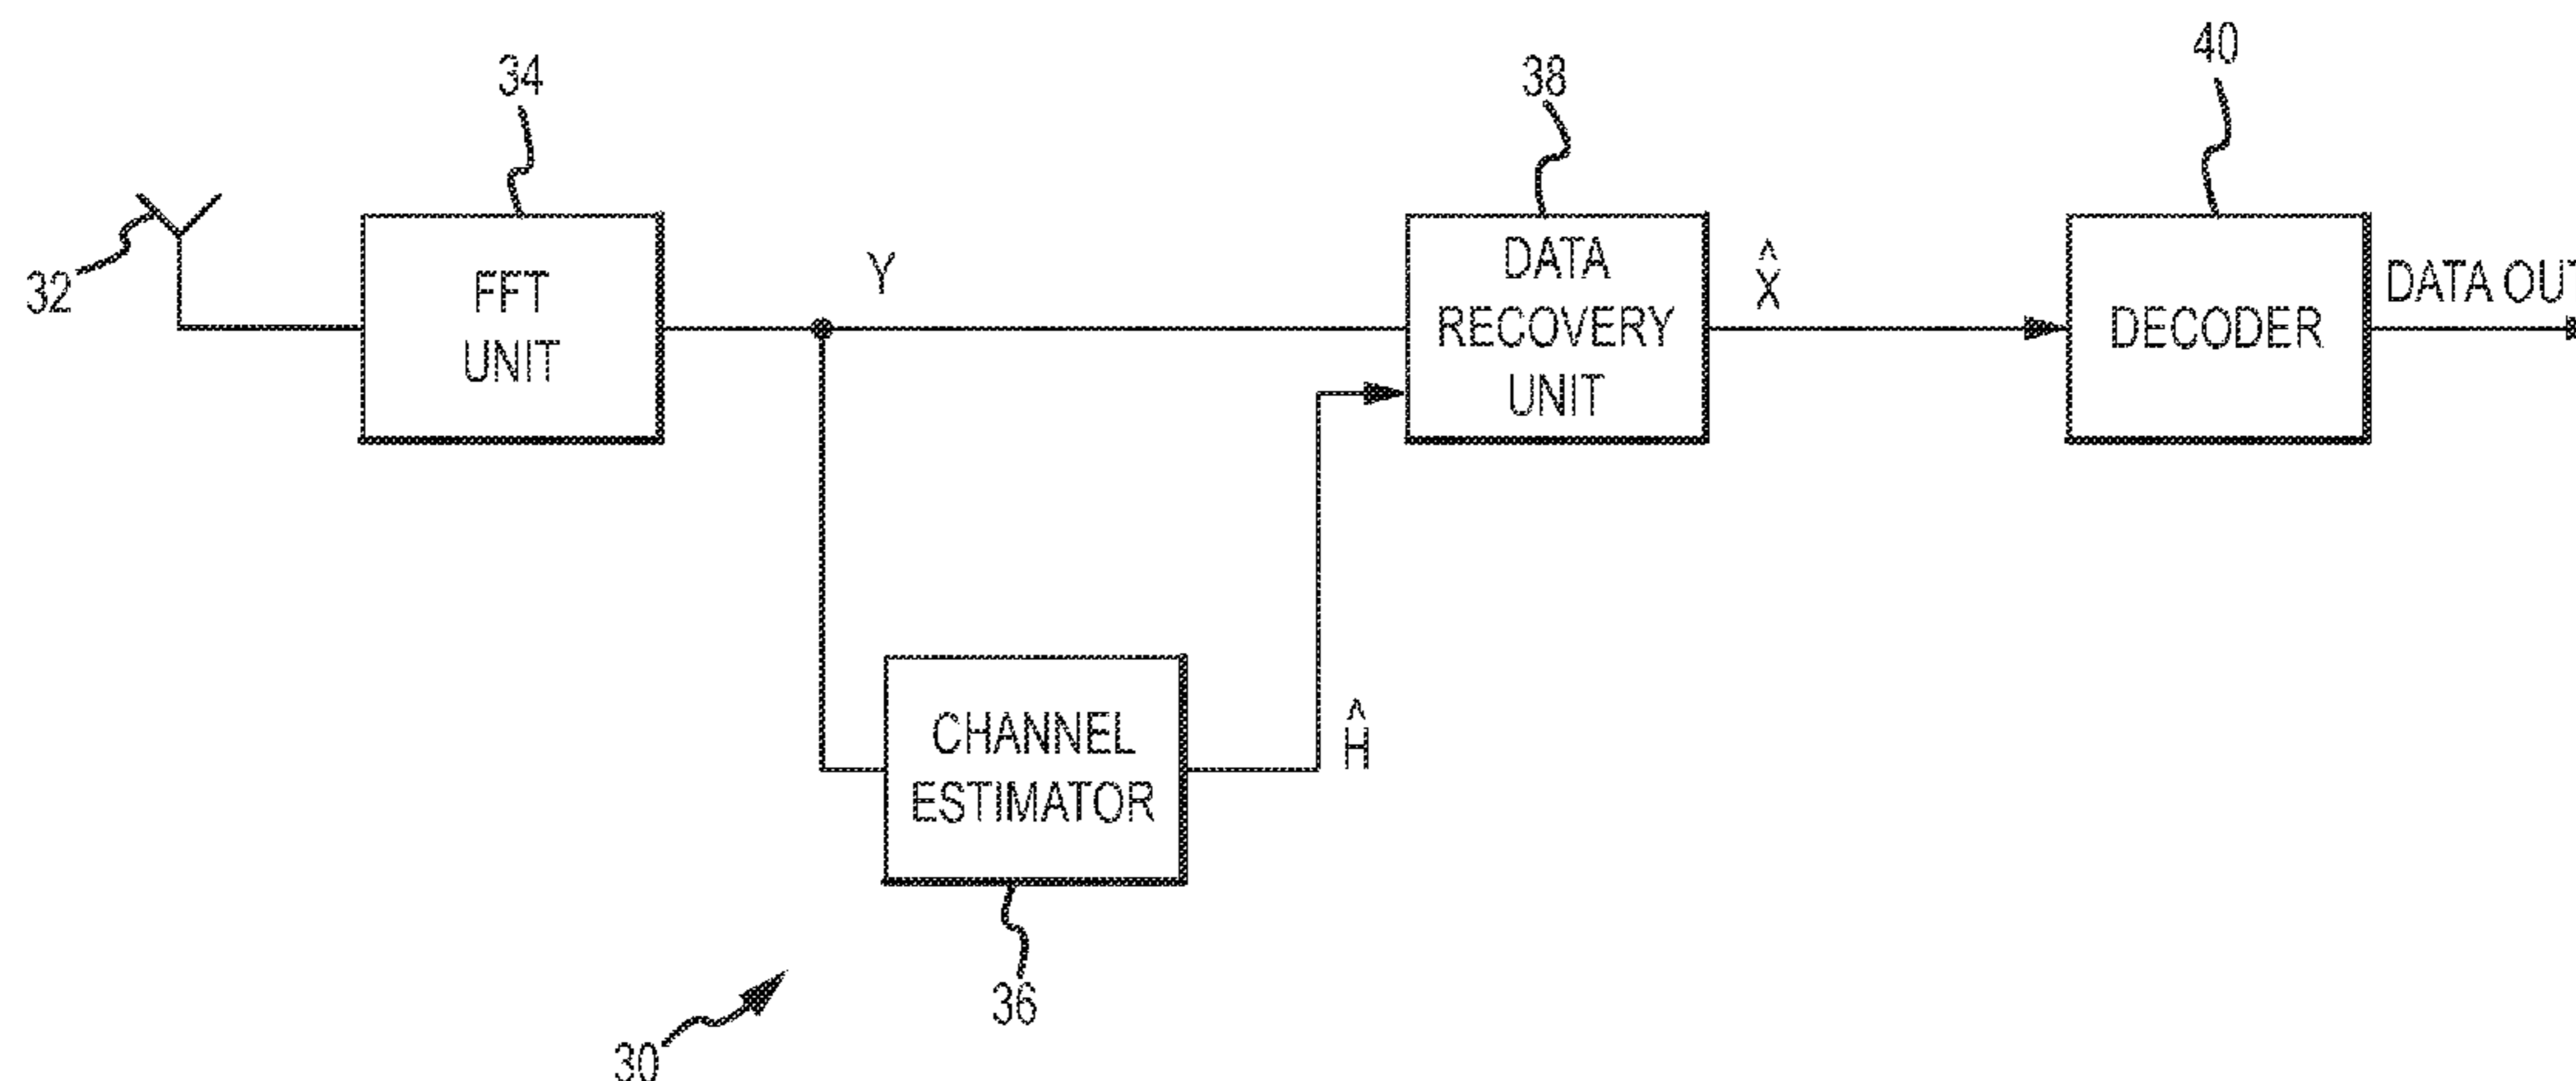 40
34
38
32
FFT
UNIT
Y
DATA
RECOVERY
UNIT
X̂
DECODER
DATA OUT
CHANNEL
ESTIMATOR
Ĥ
36
30